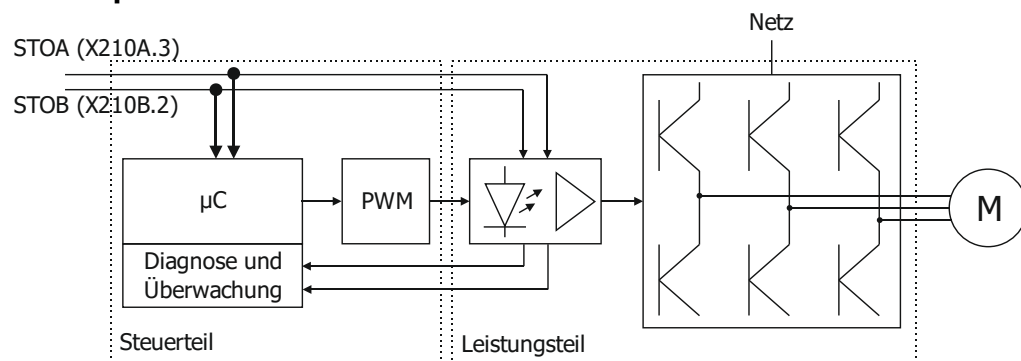 Netz
STOA (X210A.3)
STOB (X210B.2)
µC
PWM
M
Diagnose und
Überwachung
Steuerteil
Leistungsteil